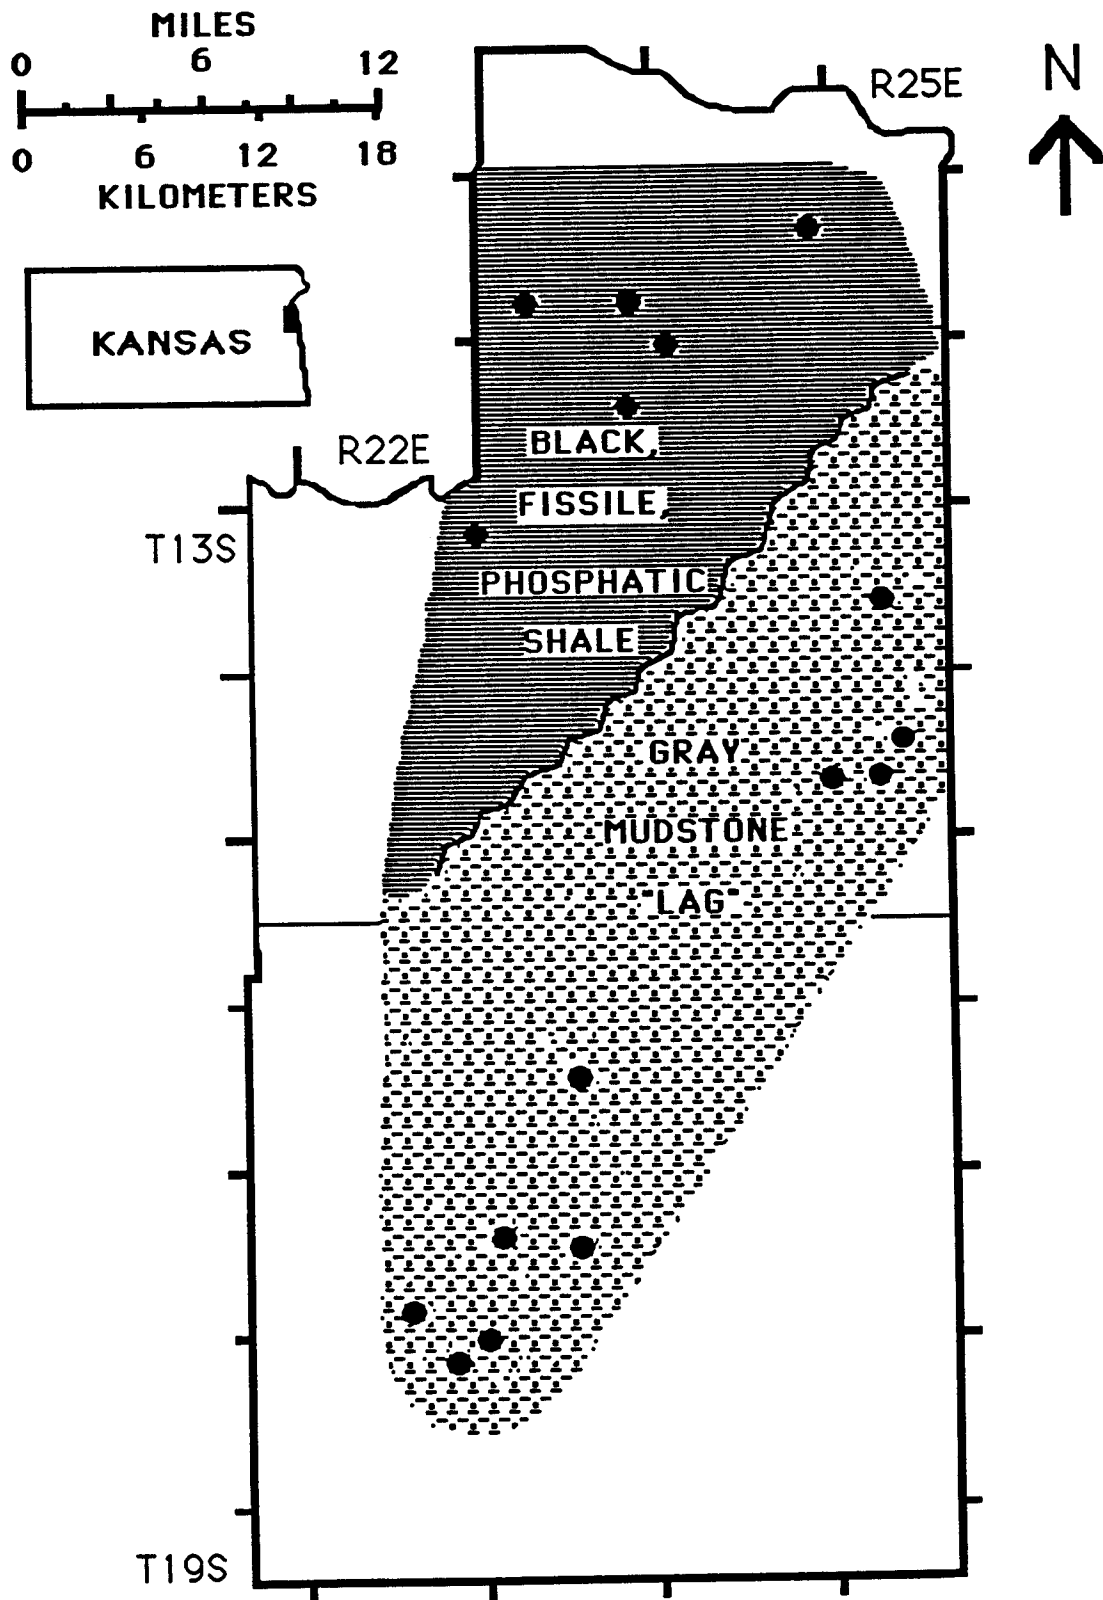 MILES
0 6 12
0 6 12 18
KILOMETERS
R25E
N
KANSAS
R22E
T13S
BLACK
FISSILE
PHOSPHATIC
SHALE
GRAY
MUDSTONE
"LAG"
T19S